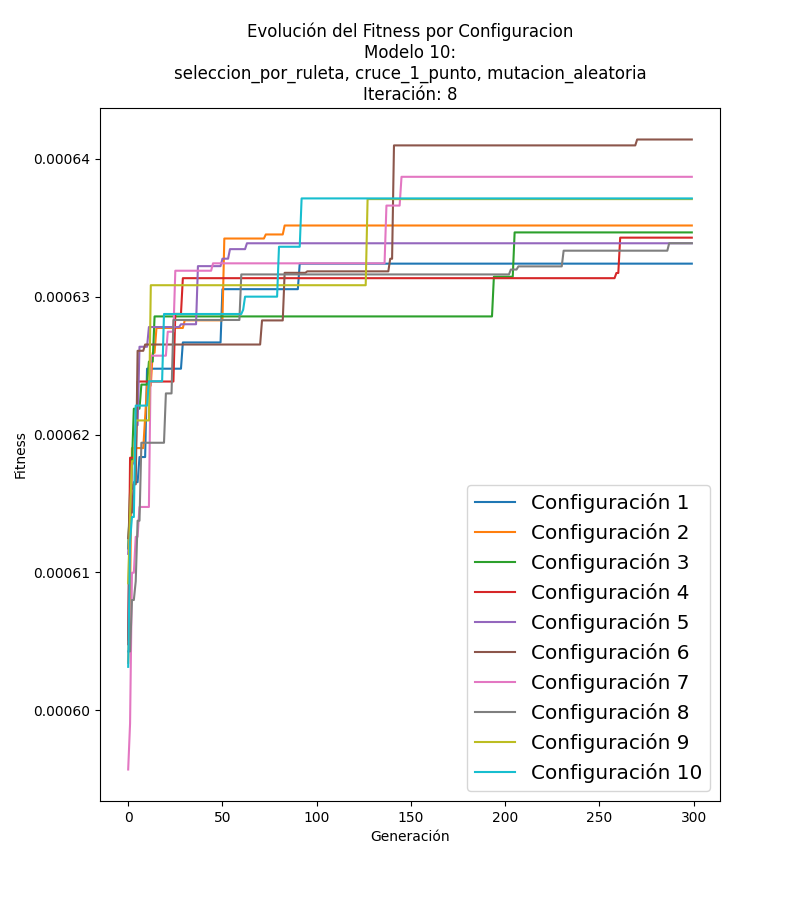 Evolución del Fitness por Configuracion
Modelo 10:
seleccion_por_ruleta, cruce_1_punto, mutacion_aleatoria
Iteración: 8
0.00064
0.00063
0.00062
0.00061
0.00060
Fitness
0
50
100
150
200
250
300
Generación
Configuración 1
Configuración 2
Configuración 3
Configuración 4
Configuración 5
Configuración 6
Configuración 7
Configuración 8
Configuración 9
Configuración 10